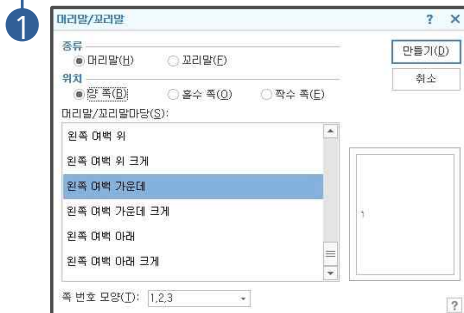 1
머리말/꼬리말 ? ×
종류
머리말(H) 꼬리말(F)
만들기(D)
취소
위치
양 쪽(B) 홀수 쪽(O) 짝수 쪽(E)
머리말/꼬리말마당(S):
왼쪽 여백 위
왼쪽 여백 위 크게
왼쪽 여백 가운데
왼쪽 여백 가운데 크게
왼쪽 여백 아래
왼쪽 여백 아래 크게
1
쪽 번호 모양(T): 1,2,3
?